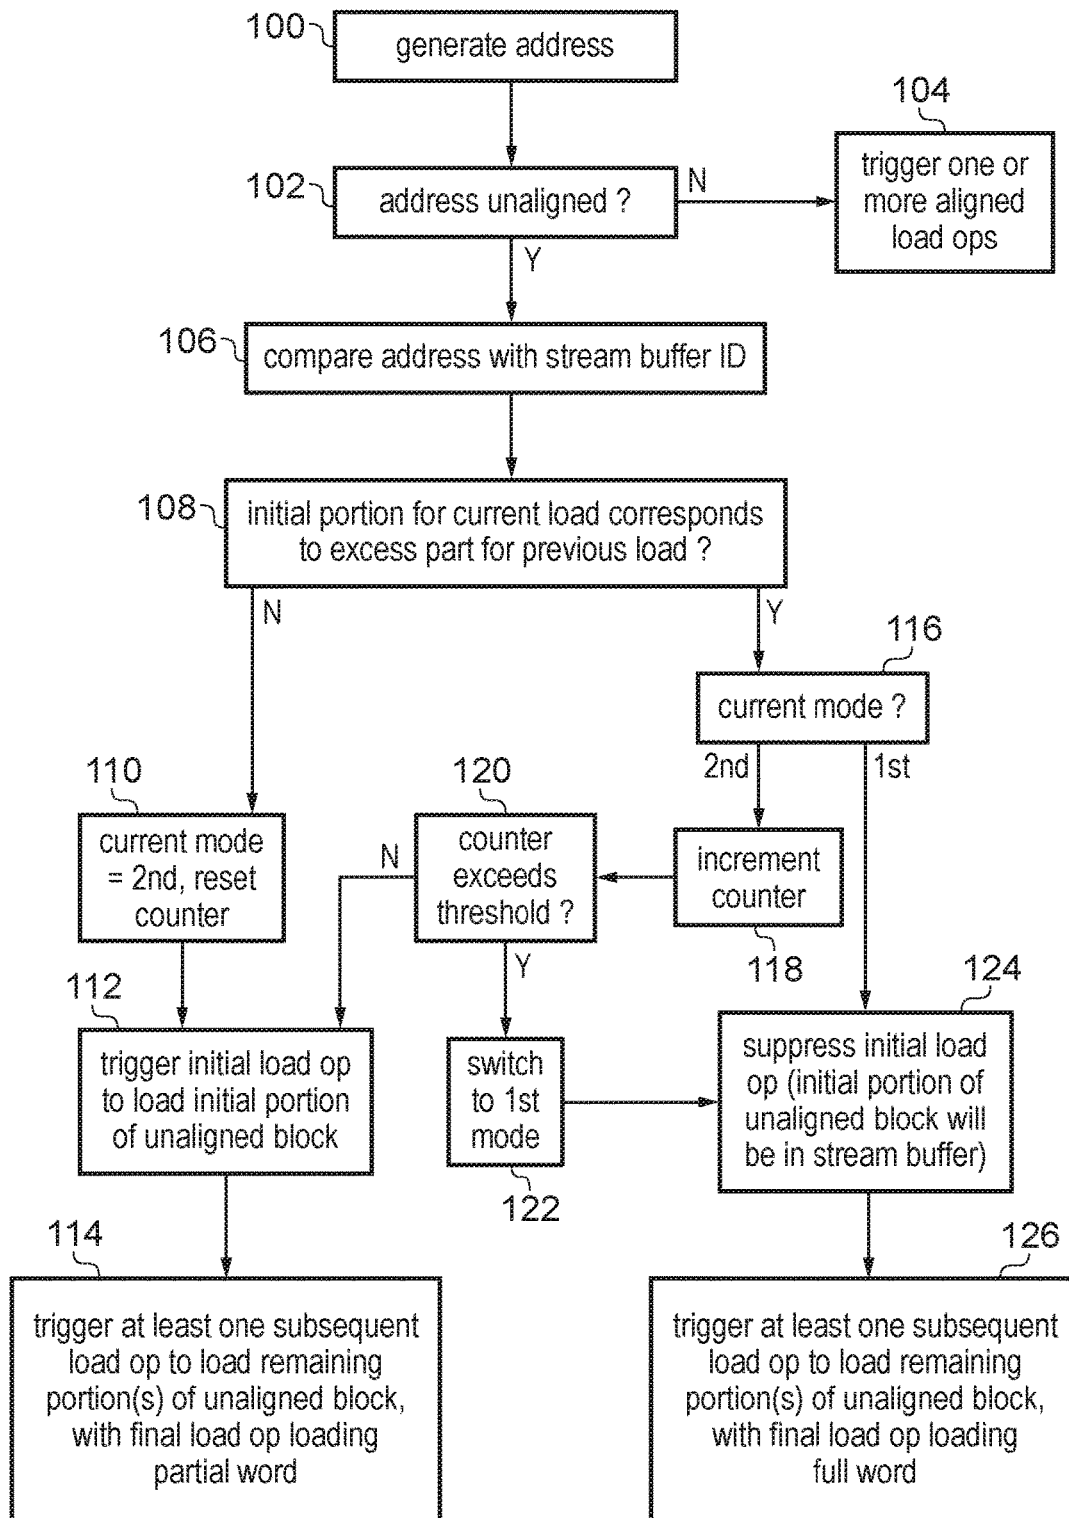 100
generate address
104
trigger one or
more aligned
load ops
102
address unaligned ?
N
Y
106
compare address with stream buffer ID
108
initial portion for current load corresponds
to excess part for previous load ?
N
Y
116
current mode ?
2nd
1st
110
current mode
= 2nd, reset
counter
120
counter
exceeds
threshold ?
N
Y
increment
counter
118
112
trigger initial load op
to load initial portion
of unaligned block
switch
to 1st
mode
122
124
suppress initial load
op (initial portion of
unaligned block will
be in stream buffer)
114
trigger at least one subsequent
load op to load remaining
portion(s) of unaligned block,
with final load op loading
partial word
126
trigger at least one subsequent
load op to load remaining
portion(s) of unaligned block,
with final load op loading
full word